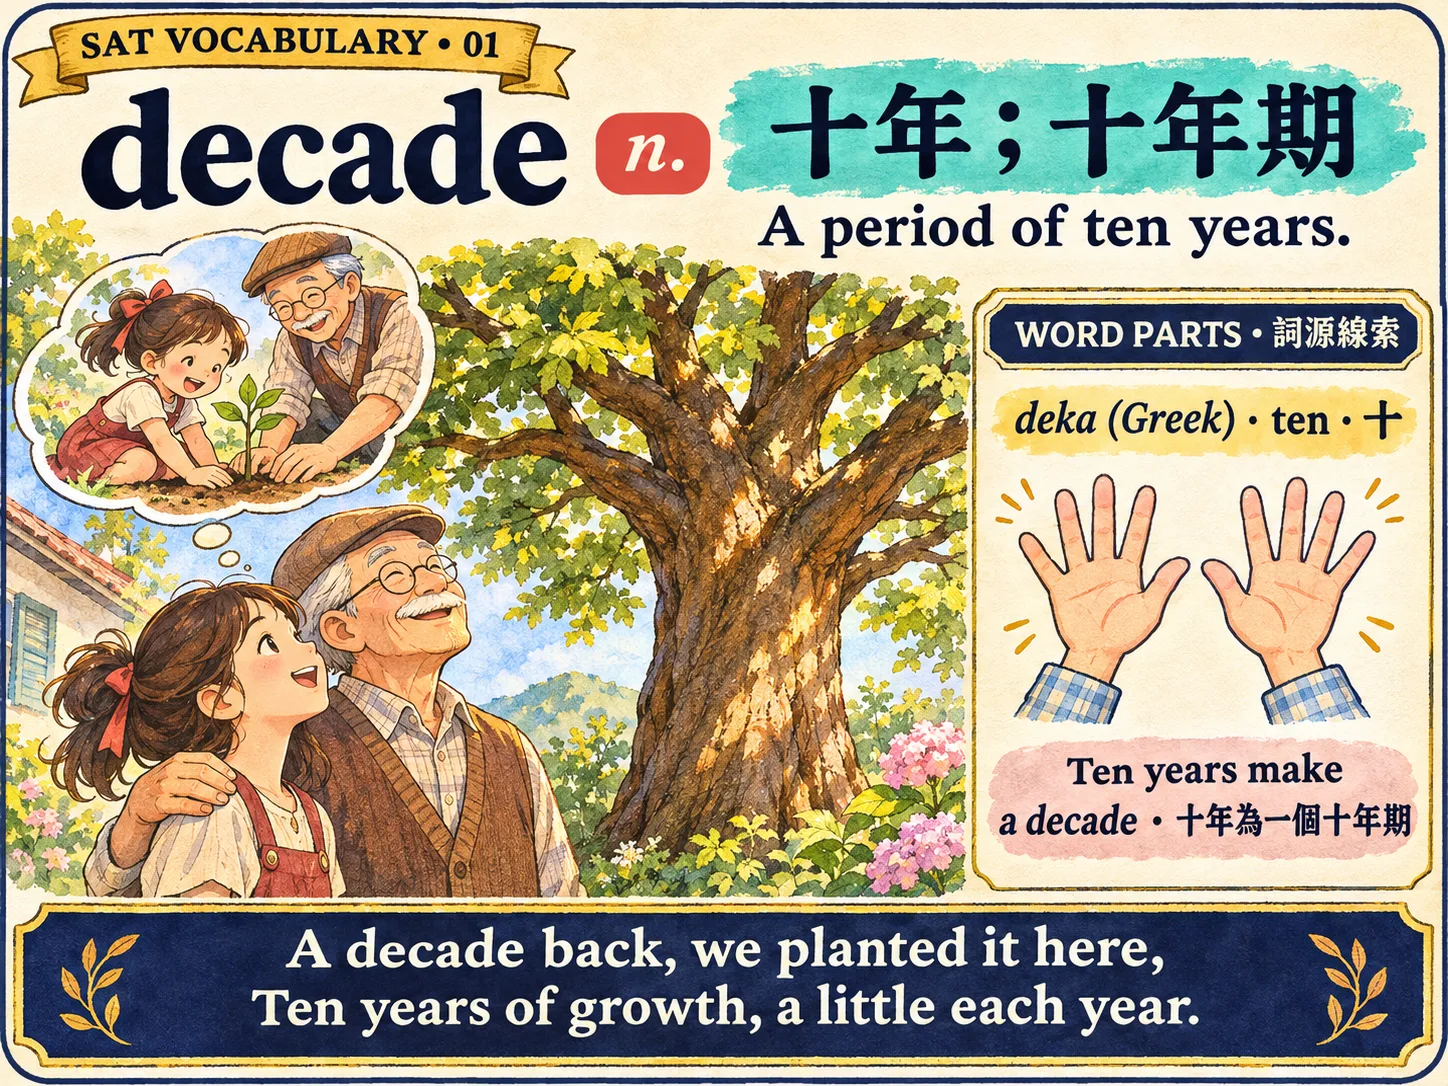 SAT VOCABULARY • 01
decade n. 十年；十年期
A period of ten years.
WORD PARTS • 詞源線索
deka (Greek) · ten · 十
Ten years make
a decade • 十年為一個十年期
A decade back, we planted it here,
Ten years of growth, a little each year.